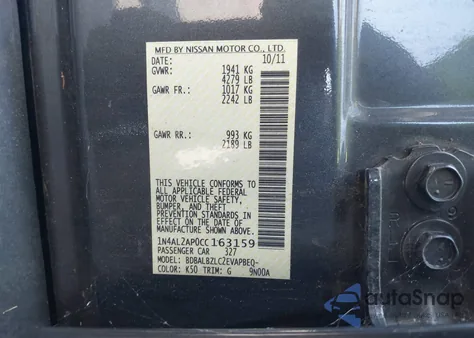 MFD BY NISSAN MOTOR CO., LTD.
DATE: 10/11
GVWR: 1941 KG
4279 LB
GAWR FR.: 1017 KG
2242 LB
GAWR RR.: 993 KG
2189 LB
THIS VEHICLE CONFORMS TO
ALL APPLICABLE FEDERAL
MOTOR VEHICLE SAFETY,
BUMPER, AND THEFT
PREVENTION STANDARDS
IN EFFECT ON THE DATE OF
MANUFACTURE SHOWN ABOVE.
1N4AL2AP0CC 163159
PASSENGER CAR 327
MODEL: BDBALBZLC2EVAPBEQ-
COLOR: K50 TRIM: G 9N00A
autoSnap